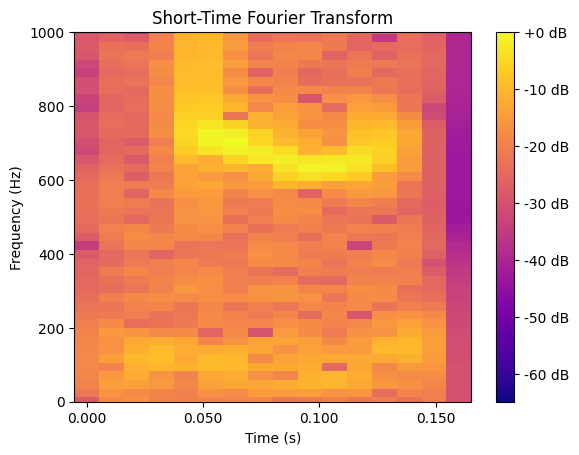 Short-Time Fourier Transform
1000
800
600
400
200
0
Frequency (Hz)
0.000
0.050
0.100
0.150
Time (s)
+0 dB
-10 dB
-20 dB
-30 dB
-40 dB
-50 dB
-60 dB